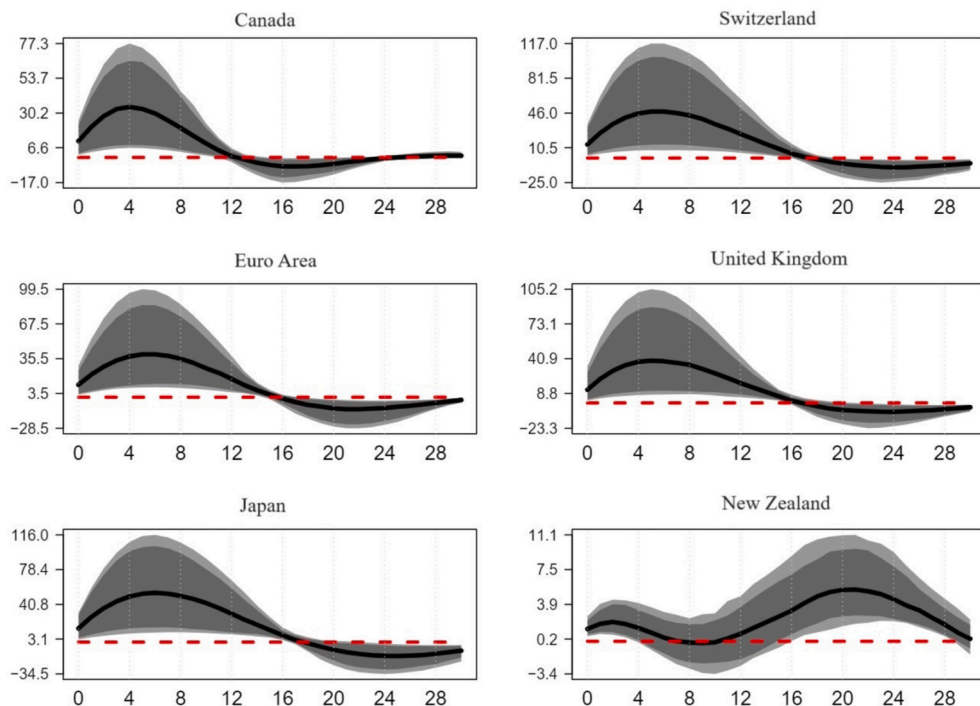 Canada
77.3
53.7
30.2
6.6
−17.0
0 4 8 12 16 20 24 28
Switzerland
117.0
81.5
46.0
10.5
−25.0
0 4 8 12 16 20 24 28
Euro Area
99.5
67.5
35.5
3.5
−28.5
0 4 8 12 16 20 24 28
United Kingdom
105.2
73.1
40.9
8.8
−23.3
0 4 8 12 16 20 24 28
Japan
116.0
78.4
40.8
3.1
−34.5
0 4 8 12 16 20 24 28
New Zealand
11.1
7.5
3.9
0.2
−3.4
0 4 8 12 16 20 24 28